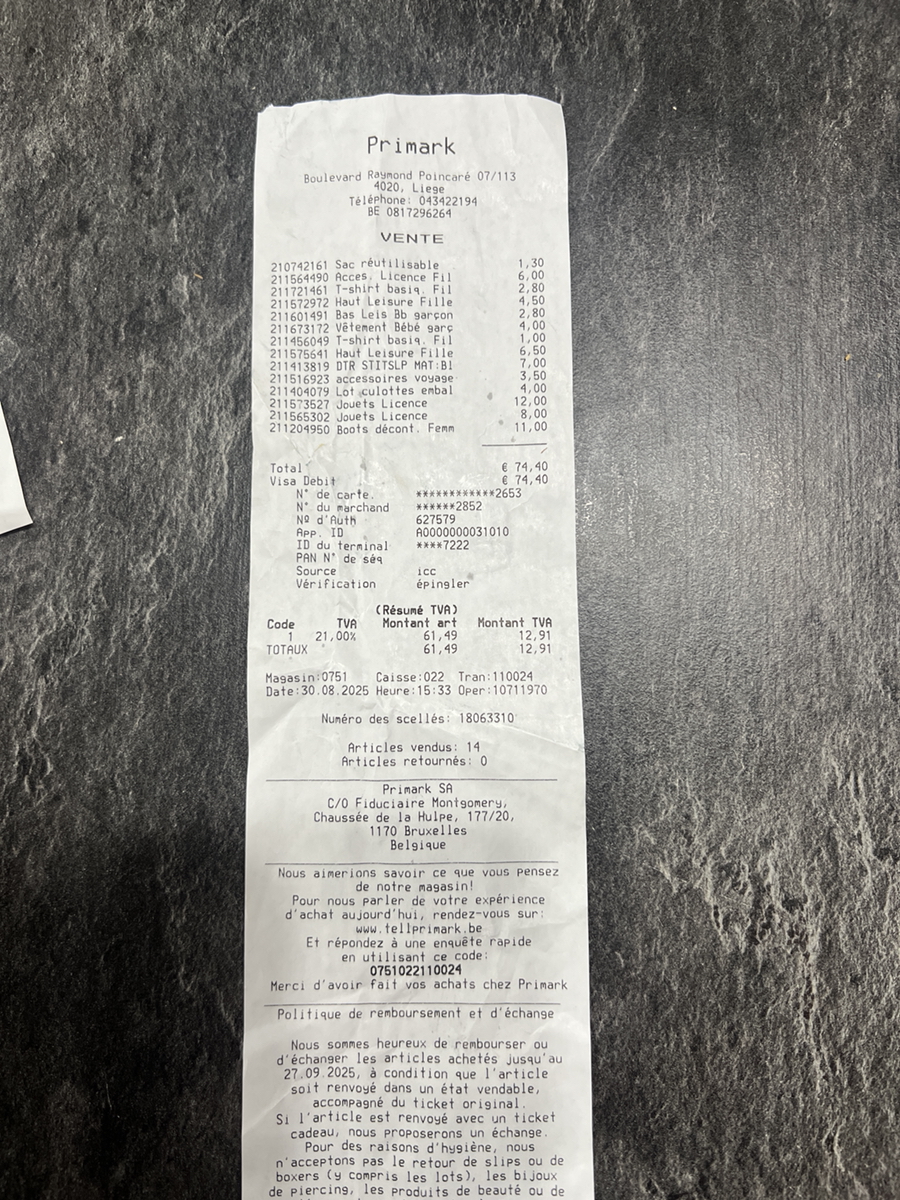 Primark
Boulevard Raymond Poincaré 07/113
4020, Liege
Téléphone: 043422194
BE 0817296264
VENTE
210742161 Sac réutilisable 1,30
211564490 Acces. Licence Fil 6,00
211721461 T-shirt basiq. Fil 2,80
211572972 Haut Leisure Fille 4,50
211601491 Bas Leis Bb garçon 2,80
211673172 Vêtement Bébé garç 4,00
211456049 T-shirt basiq. Fil 1,00
211575641 Haut Leisure Fille 6,50
211413819 DTR STITSLP MAT:Bl 7,00
211516923 accessoires voyage 3,50
211404079 Lot culottes embal 4,00
211573527 Jouets Licence 12,00
211565302 Jouets Licence 8,00
211204950 Boots décont. Femm 11,00
Total € 74,40
Visa Debit € 74,40
N° de carte. ************2653
N° du marchand ******2852
Nº d'Auth 627579
App. ID A0000000031010
ID du terminal ****7222
PAN N° de séq
Source icc
Vérification épingler
(Résumé TVA)
Code TVA Montant art Montant TVA
1 21,00% 61,49 12,91
TOTAUX 61,49 12,91
Magasin:0751 Caisse:022 Tran:110024
Date:30.08.2025 Heure:15:33 Oper:10711970
Numéro des scellés: 18063310
Articles vendus: 14
Articles retournés: 0
Primark SA
C/O Fiduciaire Montgomery,
Chaussée de la Hulpe, 177/20,
1170 Bruxelles
Belgique
Nous aimerions savoir ce que vous pensez
de notre magasin!
Pour nous parler de votre expérience
d'achat aujourd'hui, rendez-vous sur:
www.tellprimark.be
Et répondez à une enquête rapide
en utilisant ce code:
0751022110024
Merci d'avoir fait vos achats chez Primark
Politique de remboursement et d'échange
Nous sommes heureux de rembourser ou
d'échanger les articles achetés jusqu'au
27.09.2025, à condition que l'article
soit renvoyé dans un état vendable,
accompagné du ticket original.
Si l'article est renvoyé avec un ticket
cadeau, nous proposerons un échange.
Pour des raisons d'hygiène, nous
n'acceptons pas le retour de slips ou de
boxers (y compris les lots), les bijoux
de piercing, les produits de beauté ou de